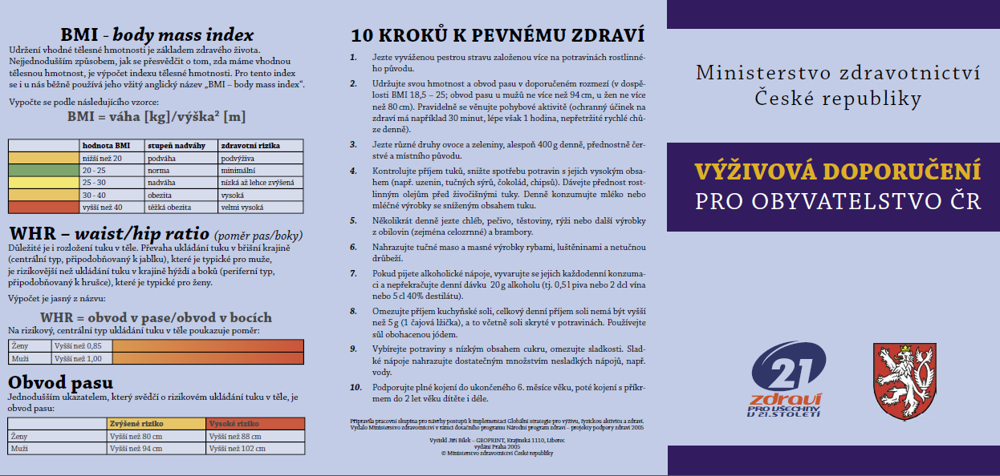 BMI - body mass index
Udržení vhodné tělesné hmotnosti je základem zdravého života.
Nejjednodušším způsobem, jak se přesvědčit o tom, zda máme vhodnou
tělesnou hmotnost, je výpočet indexu tělesné hmotnosti. Pro tento index
se i u nás běžně používá jeho vžitý anglický název „BMI – body mass index“.
Vypočte se podle následujícího vzorce:
BMI = váha [kg]/výška² [m]
hodnota BMI stupeň nadváhy zdravotní rizika
nižší než 20 podváha podvýživa
20 - 25 norma minimální
25 - 30 nadváha nízká až lehce zvýšená
30 - 40 obezita vysoká
vyšší než 40 těžká obezita velmi vysoká
WHR – waist/hip ratio (poměr pas/boky)
Důležité je i rozložení tuku v těle. Převaha ukládání tuku v břišní krajině
(centrální typ, připodobňovaný k jablku), které je typické pro muže,
je rizikovější než ukládání tuku v krajině hýždí a boků (periferní typ,
připodobňovaný k hrušce), které je typické pro ženy.
Výpočet je jasný z názvu:
WHR = obvod v pase/obvod v bocích
Na rizikový, centrální typ ukládání tuku v těle poukazuje poměr:
Ženy Vyšší než 0,85
Muži Vyšší než 1,00
Obvod pasu
Jednodušším ukazatelem, který svědčí o rizikovém ukládání tuku v těle, je
obvod pasu:
Zvýšené riziko Vysoké riziko
Ženy Vyšší než 80 cm Vyšší než 88 cm
Muži Vyšší než 94 cm Vyšší než 102 cm
10 KROKŮ K PEVNÉMU ZDRAVÍ
1. Jezte vyváženou pestrou stravu založenou více na potravinách rostlinné-
ho původu.
2. Udržujte svou hmotnost a obvod pasu v doporučeném rozmezí (v dospě-
losti BMI 18,5 – 25; obvod pasu u mužů ne více než 94 cm, u žen ne více
než 80 cm). Pravidelně se věnujte pohybové aktivitě (ochranný účinek na
zdraví má například 30 minut, lépe však 1 hodina, nepřetržité rychlé chů-
ze denně).
3. Jezte různé druhy ovoce a zeleniny, alespoň 400 g denně, přednostně čer-
stvé a místního původu.
4. Kontrolujte příjem tuků, snižte spotřebu potravin s jejich vysokým obsa-
hem (např. uzenin, tučných sýrů, čokolád, chipsů). Dávejte přednost rost-
linným olejům před živočišnými tuky. Denně konzumujte mléko nebo
mléčné výrobky se sníženým obsahem tuku.
5. Několikrát denně jezte chléb, pečivo, těstoviny, rýži nebo další výrobky
z obilovin (zejména celozrnné) a brambory.
6. Nahrazujte tučné maso a masné výrobky rybami, luštěninami a netučnou
drůbeží.
7. Pokud pijete alkoholické nápoje, vyvarujte se jejich každodenní konzuma-
ci a nepřekračujte denní dávku 20 g alkoholu (tj. 0,5 l piva nebo 2 dcl vína
nebo 5 cl 40% destilátu).
8. Omezujte příjem kuchyňské soli, celkový denní příjem soli nemá být vyšší
než 5 g (1 čajová lžička), a to včetně soli skryté v potravinách. Používejte
sůl obohacenou jódem.
9. Vybírejte potraviny s nízkým obsahem cukru, omezujte sladkosti. Slad-
ké nápoje nahrazujte dostatečným množstvím nesladkých nápojů, např.
vody.
10. Podporujte plné kojení do ukončeného 6. měsíce věku, poté kojení s příkr-
mem do 2 let věku dítěte i déle.
Připravila pracovní skupina pro návrhy postupů k implementaci Globální strategie pro výživu, fyzickou aktivitu a zdraví.
Vydalo Ministerstvo zdravotnictví v rámci dotačního programu Národní program zdraví – projekty podpory zdraví 2005
Vytiskl Jiří Bílek – GEOPRINT, Krajinská 1110, Liberec
vydání Praha 2005
© Ministerstvo zdravotnictví České republiky
Ministerstvo zdravotnictví
České republiky
VÝŽIVOVÁ DOPORUČENÍ
PRO OBYVATELSTVO ČR
21
zdraví
PRO VŠECHNY
V 21. STOLETÍ